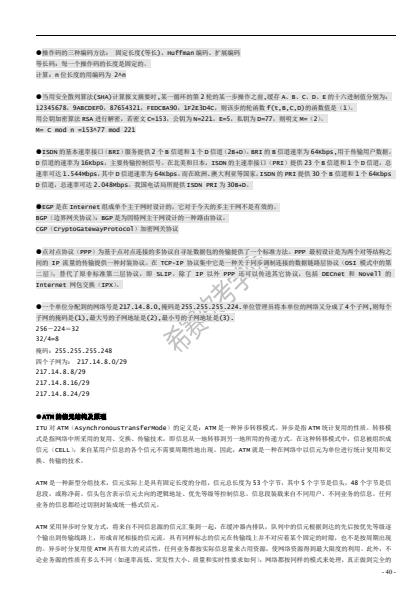 ●操作码的三种编码方法： 固定长度(等长)、Huffman 编码、扩展编码
等长码：每一个操作码的长度是固定的。
计算：n 位长度的用编码为 2^n
●当用安全散列算法(SHA)计算报文摘要时,某一循环的第 2 轮的某一步操作之前,缓存 A、B、C、D、E 的十六进制值分别为:
12345678、9ABCDEF0、87654321、FEDCBA90、1F2E3D4C，则该步的轮函数 f(t,B,C,D)的函数值是（1）。
用公钥加密算法 RSA 进行解密，若密文 C=153，公钥为 N=221、E=5，私钥为 D=77，则明文 M=（2）。
M= C mod n =153^77 mod 221
●ISDN 的基本速率接口（BRI）服务提供 2 个 B 信道和 1 个 D 信道（2B+D）。BRI 的 B 信道速率为 64Kbps,用于传输用户数据。
D 信道的速率为 16Kbps，主要传输控制信号。在北美和日本，ISDN 的主速率接口（PRI）提供 23 个 B 信道和 1 个 D 信道，总
速率可达 1.544Mbps,其中 D 信道速率为 64kbps。而在欧洲、澳大利亚等国家，ISDN 的 PRI 提供 30 个 B 信道和 1 个 64Kbps
D 信道，总速率可达 2.048Mbps。我国电话局所提供 ISDN PRI 为 30B+D.
●EGP 是在 Internet 组成单个主干网时设计的，它对于今天的多主干网不是有效的。
BGP（边界网关协议）：BGP 是为因特网主干网设计的一种路由协议。
CGP（CryptoGatewayProtocol）加密网关协议
●点对点协议（PPP）为基于点对点连接的多协议自寻址数据包的传输提供了一个标准方法。PPP 最初设计是为两个对等结构之
间的 IP 流量的传输提供一种封装协议。在 TCP-IP 协议集中它是一种关于同步调制连接的数据链路层协议（OSI 模式中的第
二层），替代了原非标准第二层协议，即 SLIP。除了 IP 以外 PPP 还可以传送其它协议，包括 DECnet 和 Novell 的
Internet 网包交换（IPX）。
●一个单位分配到的网络号是217.14.8.0,掩码是255.255.255.224.单位管理员将本单位的网络又分成了4个子网,则每个
子网的掩码是(1),最大号的子网地址是(2),最小号的子网地址是(3).
256－224＝32
32/4=8
掩码：255.255.255.248
四个子网为： 217.14.8.0/29
217.14.8.8/29
217.14.8.16/29
217.14.8.24/29
●ATM 的信元结构及原理
ITU 对 ATM（AsynchronousTransferMode）的定义是：ATM 是一种异步转移模式。异步是指 ATM 统计复用的性质。转移模
式是指网络中所采用的复用、交换、传输技术，即信息从一地转移到另一地所用的传递方式。在这种转移模式中，信息被组织成
信元（CELL），来自某用户信息的各个信元不需要周期性地出现。因此，ATM 就是一种在网络中以信元为单位进行统计复用和交
换、传输的技术。
ATM 是一种新型分组技术，信元实际上是具有固定长度的分组，信元总长度为 53 个字节，其中 5 个字节是信头，48 个字节是信
息段，或称净荷。信头包含表示信元去向的逻辑地址、优先等级等控制信息。信息段装载来自不同用户、不同业务的信息。任何
业务的信息都经过切割封装成统一格式信元。
ATM 采用异步时分复方式，将来自不同信息源的信元汇集到一起，在缓冲器内排队，队列中的信元根据到达的先后按优先等级逐
个输出到传输线路上，形成首尾相接的信元流。具有同样标志的信元在传输线上并不对应着某个固定的时隙，也不是按周期出现
的。异步时分复用使 ATM 具有很大的灵活性，任何业务都按实际信息量来占用资源，使网络资源得到最大限度的利用。此外，不
论业务源的性质有多么不同（如速率高低、突发性大小、质量和实时性要求如何），网络都按同样的模式来处理，真正做到完全的
- 40 -